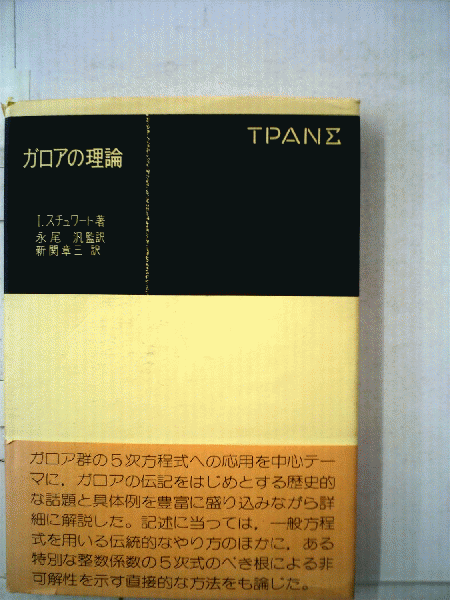 TPANΣ
ガロアの理論
I.スチュワート著
永尾 汎監訳
新関章三 訳
ガロア群の5次方程式への応用を中心テー
マに，ガロアの伝記をはじめとする歴史的
な話題と具体例を豊富に盛り込みながら詳
細に解説した。記述に当っては，一般方程
式を用いる伝統的なやり方のほかに，ある
特別な整数係数の5次式のべき根による非
可解性を示す直接的な方法をも論じた。